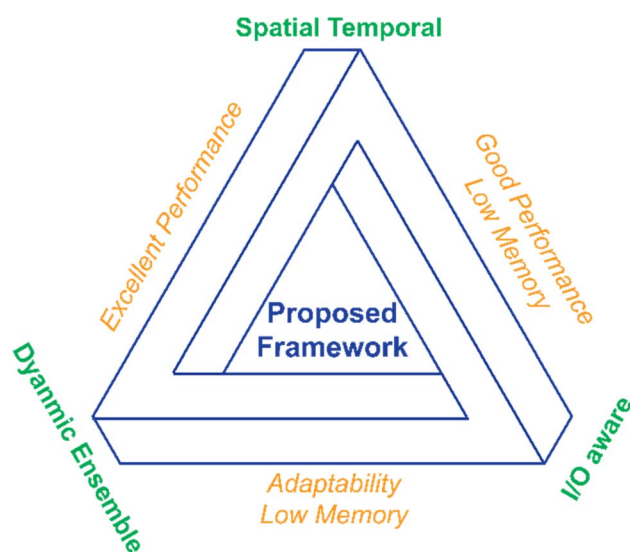 Spatial Temporal
Excellent Performance
Good Performance
Low Memory
Proposed
Framework
Dyanmic Ensemble
I/O aware
Adaptability
Low Memory